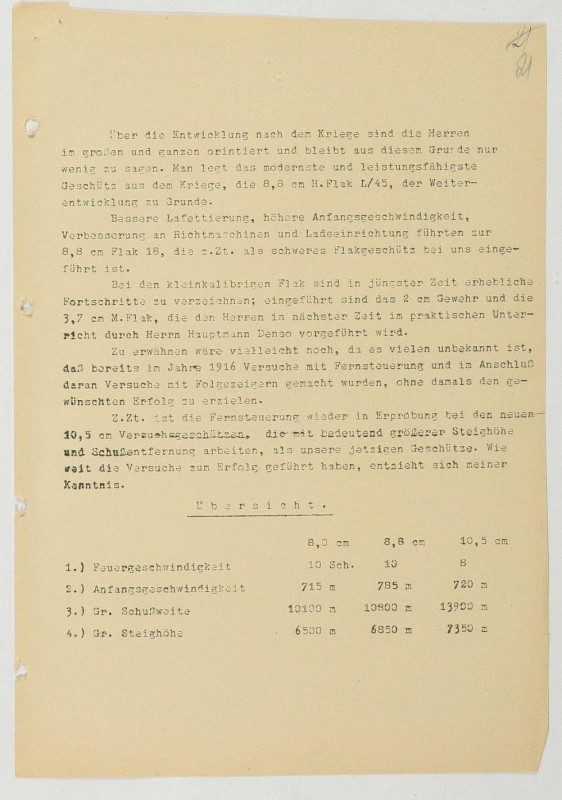 21
21
Über die Entwicklung nach dem Kriege sind die Herren
im großen und ganzen orintiert und bleibt aus diesem Grunde nur
wenig zu sagen. Man legt das modernste und leistungsfähigste
Geschütz aus dem Kriege, die 8,8 cm H.Flak L/45, der Weiter-
entwicklung zu Grunde.
Bessere Lafettierung, höhere Anfangsgeschwindigkeit,
Verbesserung an Richtmaschinen und Ladeeinrichtung führten zur
8,8 cm Flak 18, die z.Zt. als schweres Flakgeschütz bei uns einge-
führt ist.
Bei den kleinkalibrigen Flak sind in jüngster Zeit erhebliche
Fortschritte zu verzeichnen; eingeführt sind das 2 cm Gewehr und die
3,7 cm M.Flak, die den Herren in nächster Zeit im praktischen Unter-
richt durch Herrn Hauptmann Denso vorgeführt wird.
Zu erwähnen wäre vielleicht noch, da es vielen unbekannt ist,
daß bereits im Jahre 1916 Versuche mit Fernsteuerung und im Anschluß
daran Versuche mit Folgezeigern gemacht wurden, ohne damals den ge-
wünschten Erfolg zu erzielen.
Z.Zt. ist die Fernsteuerung wieder in Erprobung bei den neuen
10,5 cm Versuchsgeschützen, die mit bedeutend größerer Steighöhe
und Schußentfernung arbeiten, als unsere jetzigen Geschütze. Wie
weit die Versuche zum Erfolg geführt haben, entzieht sich meiner
Kenntnis.
Übersicht.
8,0 cm 8,8 cm 10,5 cm
1.) Feuergeschwindigkeit 10 Sch. 10 8
2.) Anfangsgeschwindigkeit 715 m 785 m 720 m
3.) Gr. Schußweite 10100 m 10800 m 13900 m
4.) Gr. Steighöhe 6500 m 6850 m 7350 m